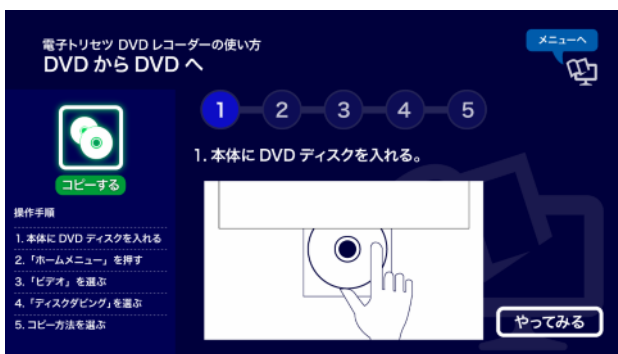 電子トリセツ DVD レコーダーの使い方
DVD から DVD へ
メニューへ
1 2 3 4 5
コピーする
1. 本体に DVD ディスクを入れる。
操作手順
1. 本体に DVD ディスクを入れる
2.「ホームメニュー」を押す
3.「ビデオ」を選ぶ
4.「ディスクダビング」を選ぶ
5. コピー方法を選ぶ
やってみる